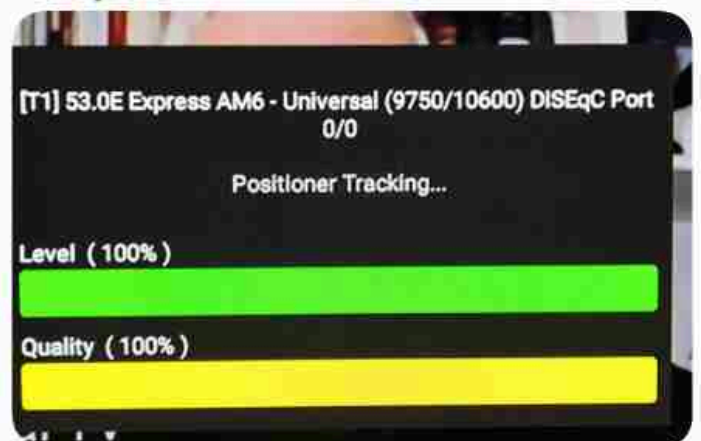 [T1] 53.0E Express AM6 - Universal (9750/10600) DISEqC Port
0/0
Positioner Tracking...
Level ( 100% )
Quality ( 100% )